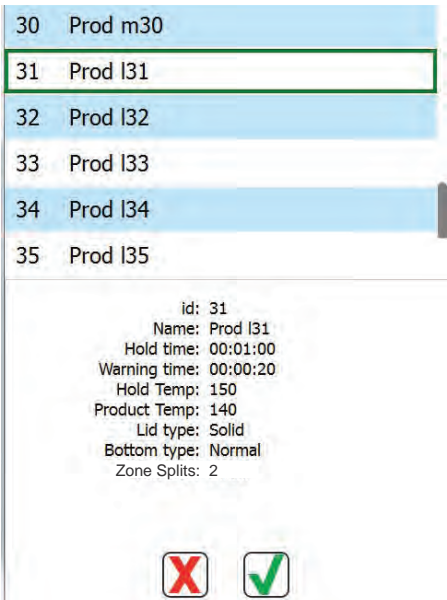 30 Prod m30
31 Prod l31
32 Prod l32
33 Prod l33
34 Prod l34
35 Prod l35
id: 31
Name: Prod l31
Hold time: 00:01:00
Warning time: 00:00:20
Hold Temp: 150
Product Temp: 140
Lid type: Solid
Bottom type: Normal
Zone Splits: 2